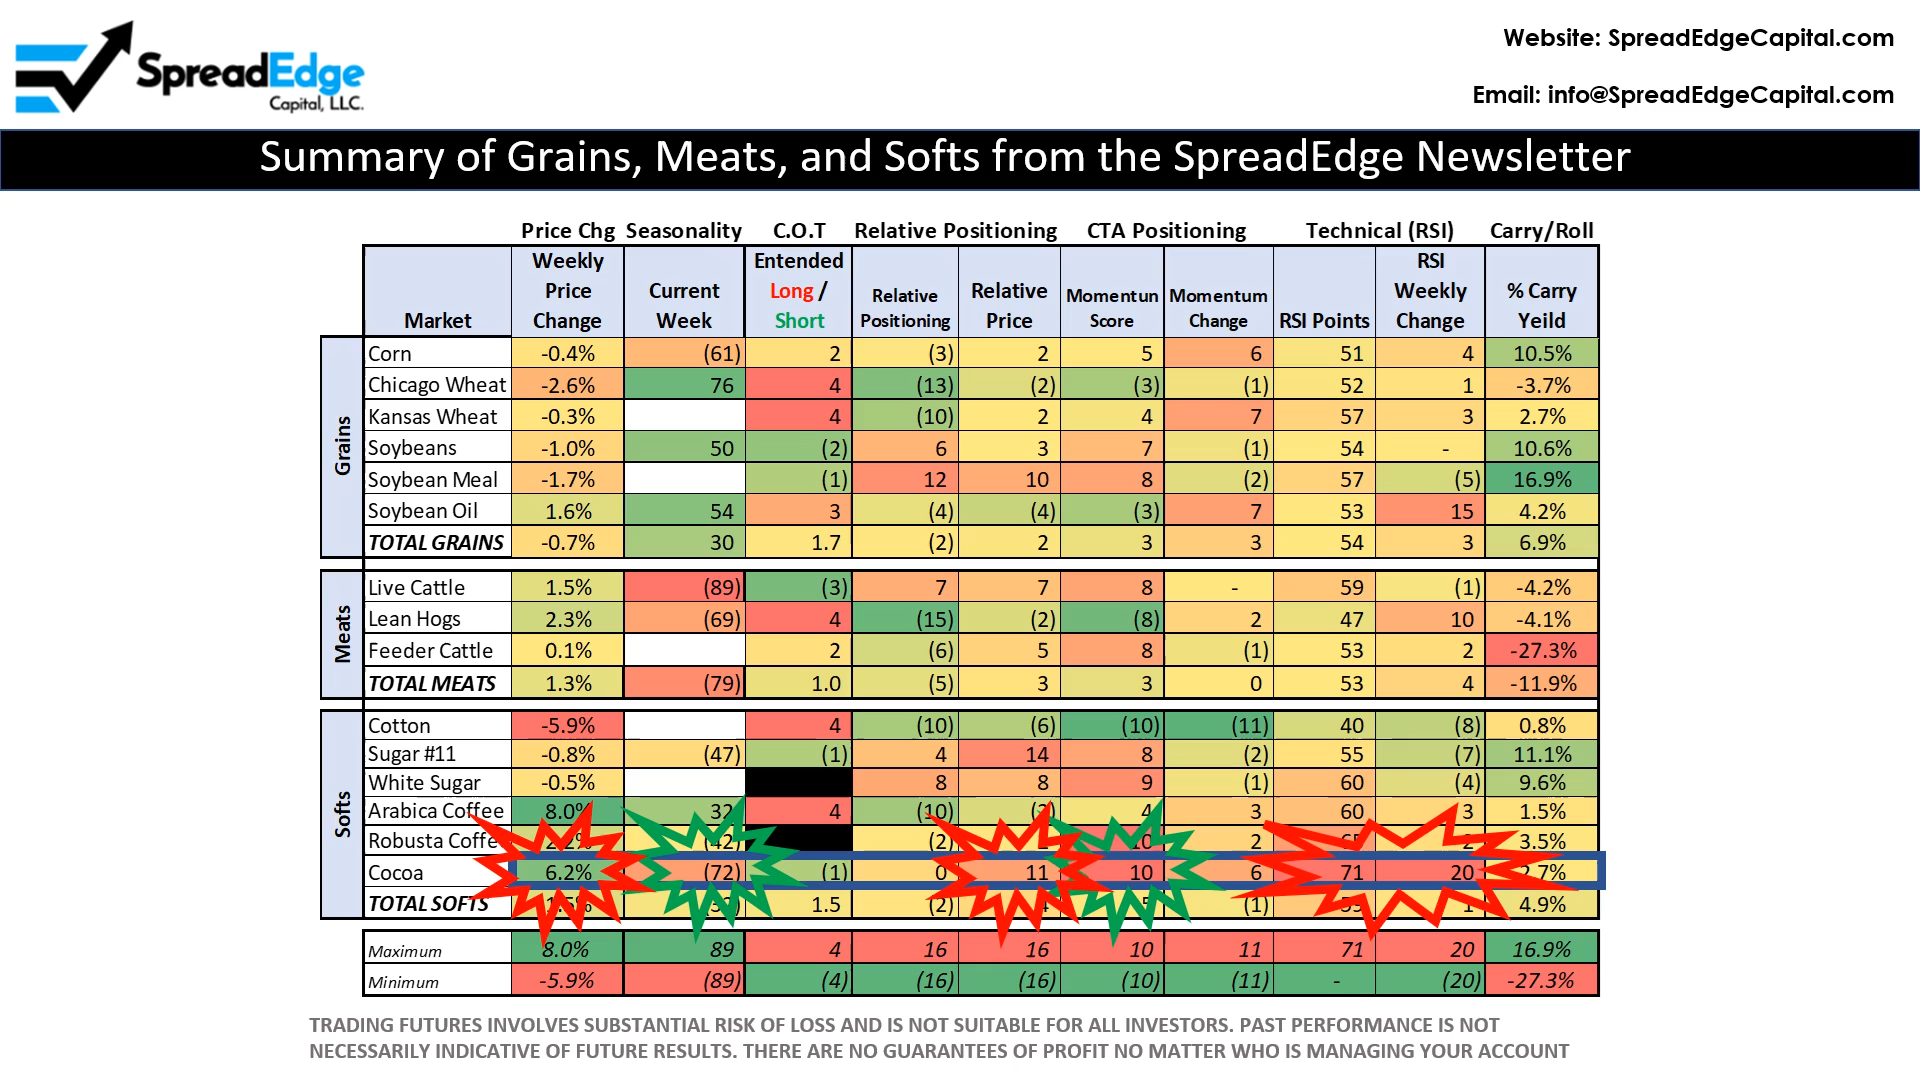 SpreadEdge
Capital, LLC.
Website: SpreadEdgeCapital.com
Email: info@SpreadEdgeCapital.com
Summary of Grains, Meats, and Softs from the SpreadEdge Newsletter
Price Chg Seasonality C.O.T Relative Positioning CTA Positioning Technical (RSI) Carry/Roll
Market Weekly Price Change Current Week Entended Long / Short Relative Positioning Relative Price Momentun Score Momentum Change RSI Points RSI Weekly Change % Carry Yeild
Grains
Corn -0.4% (61) 2 (3) 2 5 6 51 4 10.5%
Chicago Wheat -2.6% 76 4 (13) (2) (3) (1) 52 1 -3.7%
Kansas Wheat -0.3% 4 (10) 2 4 7 57 3 2.7%
Soybeans -1.0% 50 (2) 6 3 7 (1) 54 - 10.6%
Soybean Meal -1.7% (1) 12 10 8 (2) 57 (5) 16.9%
Soybean Oil 1.6% 54 3 (4) (4) (3) 7 53 15 4.2%
TOTAL GRAINS -0.7% 30 1.7 (2) 2 3 3 54 3 6.9%
Meats
Live Cattle 1.5% (89) (3) 7 7 8 - 59 (1) -4.2%
Lean Hogs 2.3% (69) 4 (15) (2) (8) 2 47 10 -4.1%
Feeder Cattle 0.1% 2 (6) 5 8 (1) 53 2 -27.3%
TOTAL MEATS 1.3% (79) 1.0 (5) 3 3 0 53 4 -11.9%
Softs
Cotton -5.9% 4 (10) (6) (10) (11) 40 (8) 0.8%
Sugar #11 -0.8% (47) (1) 4 14 8 (2) 55 (7) 11.1%
White Sugar -0.5% 8 8 9 (1) 60 (4) 9.6%
Arabica Coffee 8.0% 32 4 (10) 4 3 60 3 1.5%
Robusta (2) 2 3.5%
Cocoa 6.2% (72) (1) 0 11 10 6 71 20
TOTAL SOFTS 1.5 (2) (1) 4.9%
Maximum 8.0% 89 4 16 16 10 11 71 20 16.9%
Minimum -5.9% (89) (4) (16) (16) (10) (11) - (20) -27.3%
TRADING FUTURES INVOLVES SUBSTANTIAL RISK OF LOSS AND IS NOT SUITABLE FOR ALL INVESTORS. PAST PERFORMANCE IS NOT
NECESSARILY INDICATIVE OF FUTURE RESULTS. THERE ARE NO GUARANTEES OF PROFIT NO MATTER WHO IS MANAGING YOUR ACCOUNT